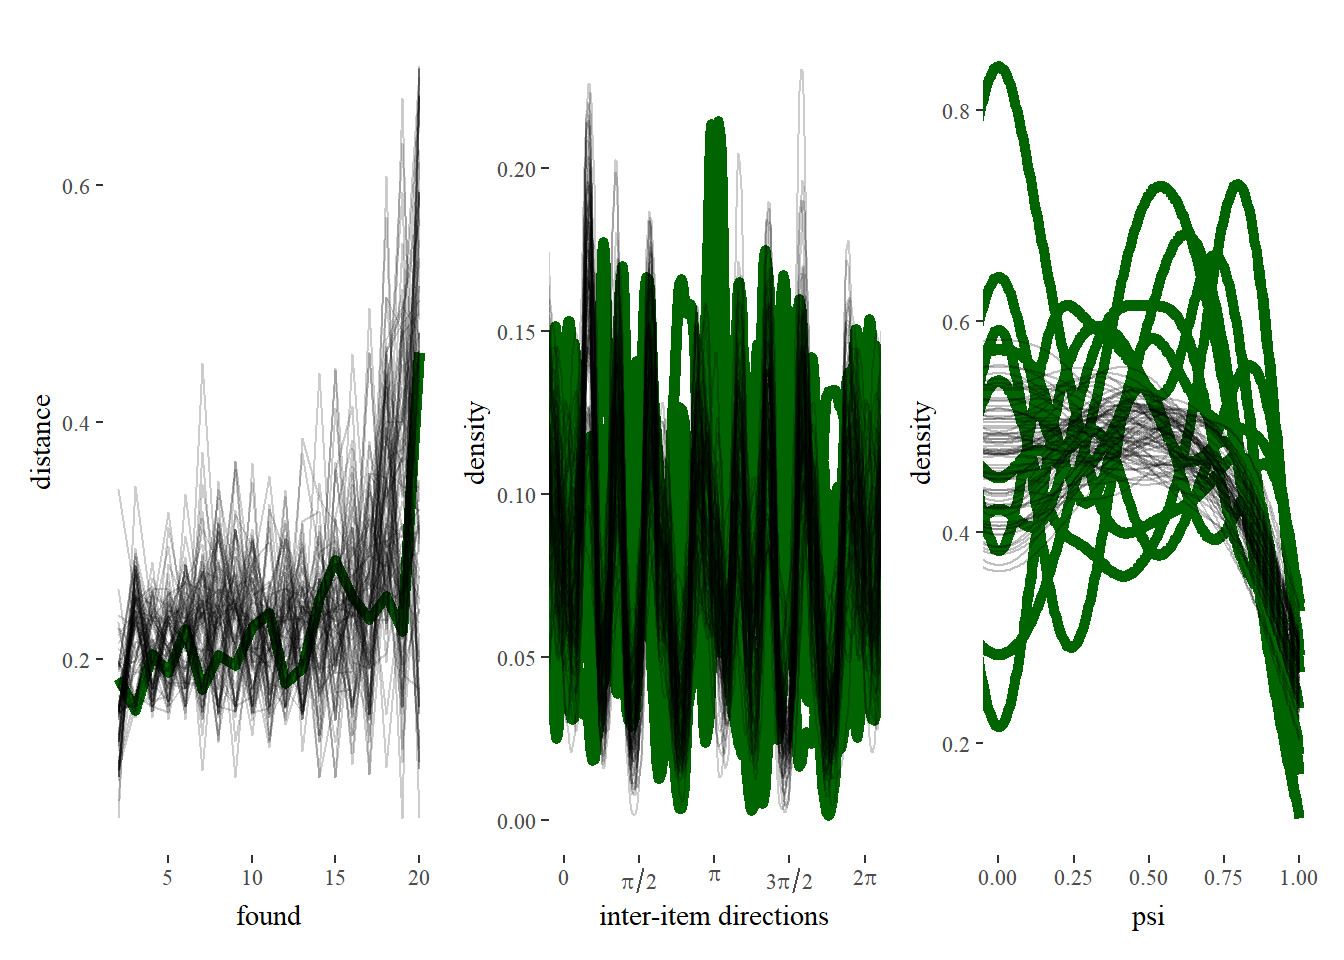 distance
0.6
0.4
0.2
5 10 15 20
found
density
0.20
0.15
0.10
0.05
0.00
0 π/2 π 3π/2 2π
inter-item directions
density
0.8
0.6
0.4
0.2
0.00 0.25 0.50 0.75 1.00
psi